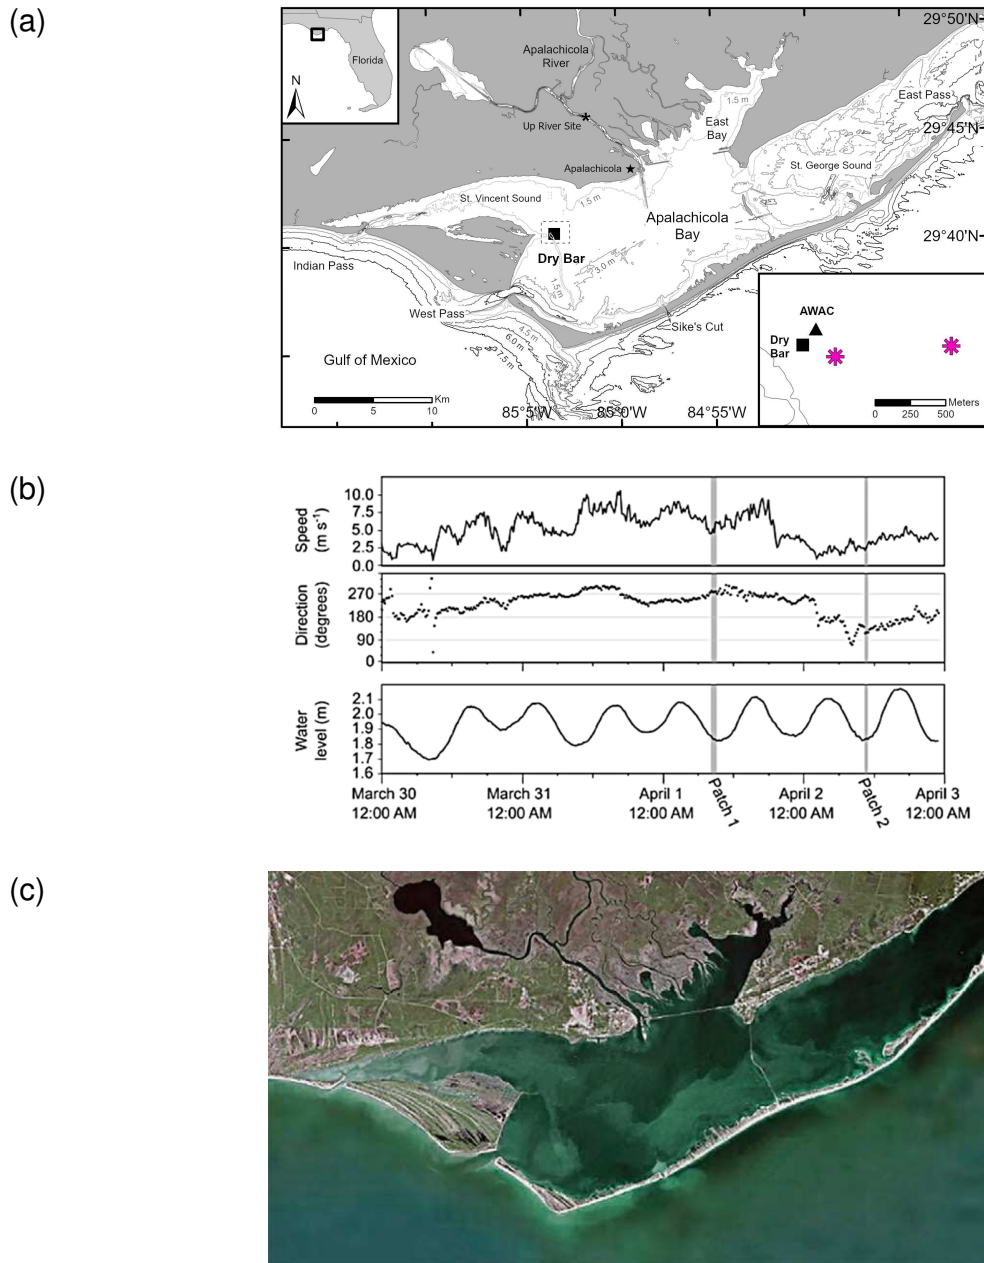 (a)
29°50'N
Florida
N
Apalachicola
River
1.5 m
East Pass
East
Bay
Up River Site
29°45'N
Apalachicola
St. George Sound
St. Vincent Sound
1.5 m
Apalachicola
Bay
29°40'N
Dry Bar
Indian Pass
3.0 m
1.5 m
West Pass
Sike's Cut
4.5 m
6.0 m
7.5 m
Gulf of Mexico
AWAC
Dry
Bar
Km
0 5 10
85°5'W 85°0'W 84°55'W
Meters
0 250 500
(b)
Speed
(m s⁻¹)
10.0
7.5
5.0
2.5
0.0
Direction
(degrees)
270
180
90
0
Water
level (m)
2.1
2.0
1.9
1.8
1.7
1.6
March 30
12:00 AM
March 31
12:00 AM
April 1
12:00 AM
Patch 1
April 2
12:00 AM
Patch 2
April 3
12:00 AM
(c)